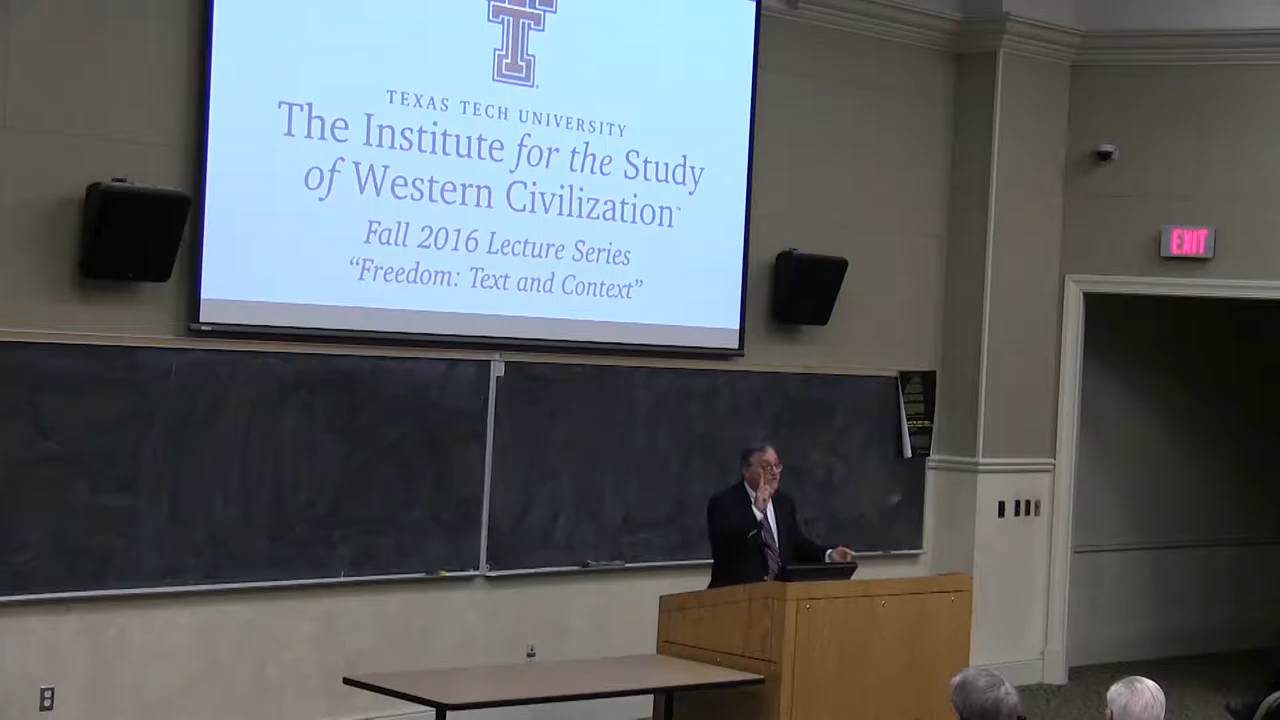 TEXAS TECH UNIVERSITY
The Institute for the Study
of Western Civilization™
Fall 2016 Lecture Series
“Freedom: Text and Context”
EXIT